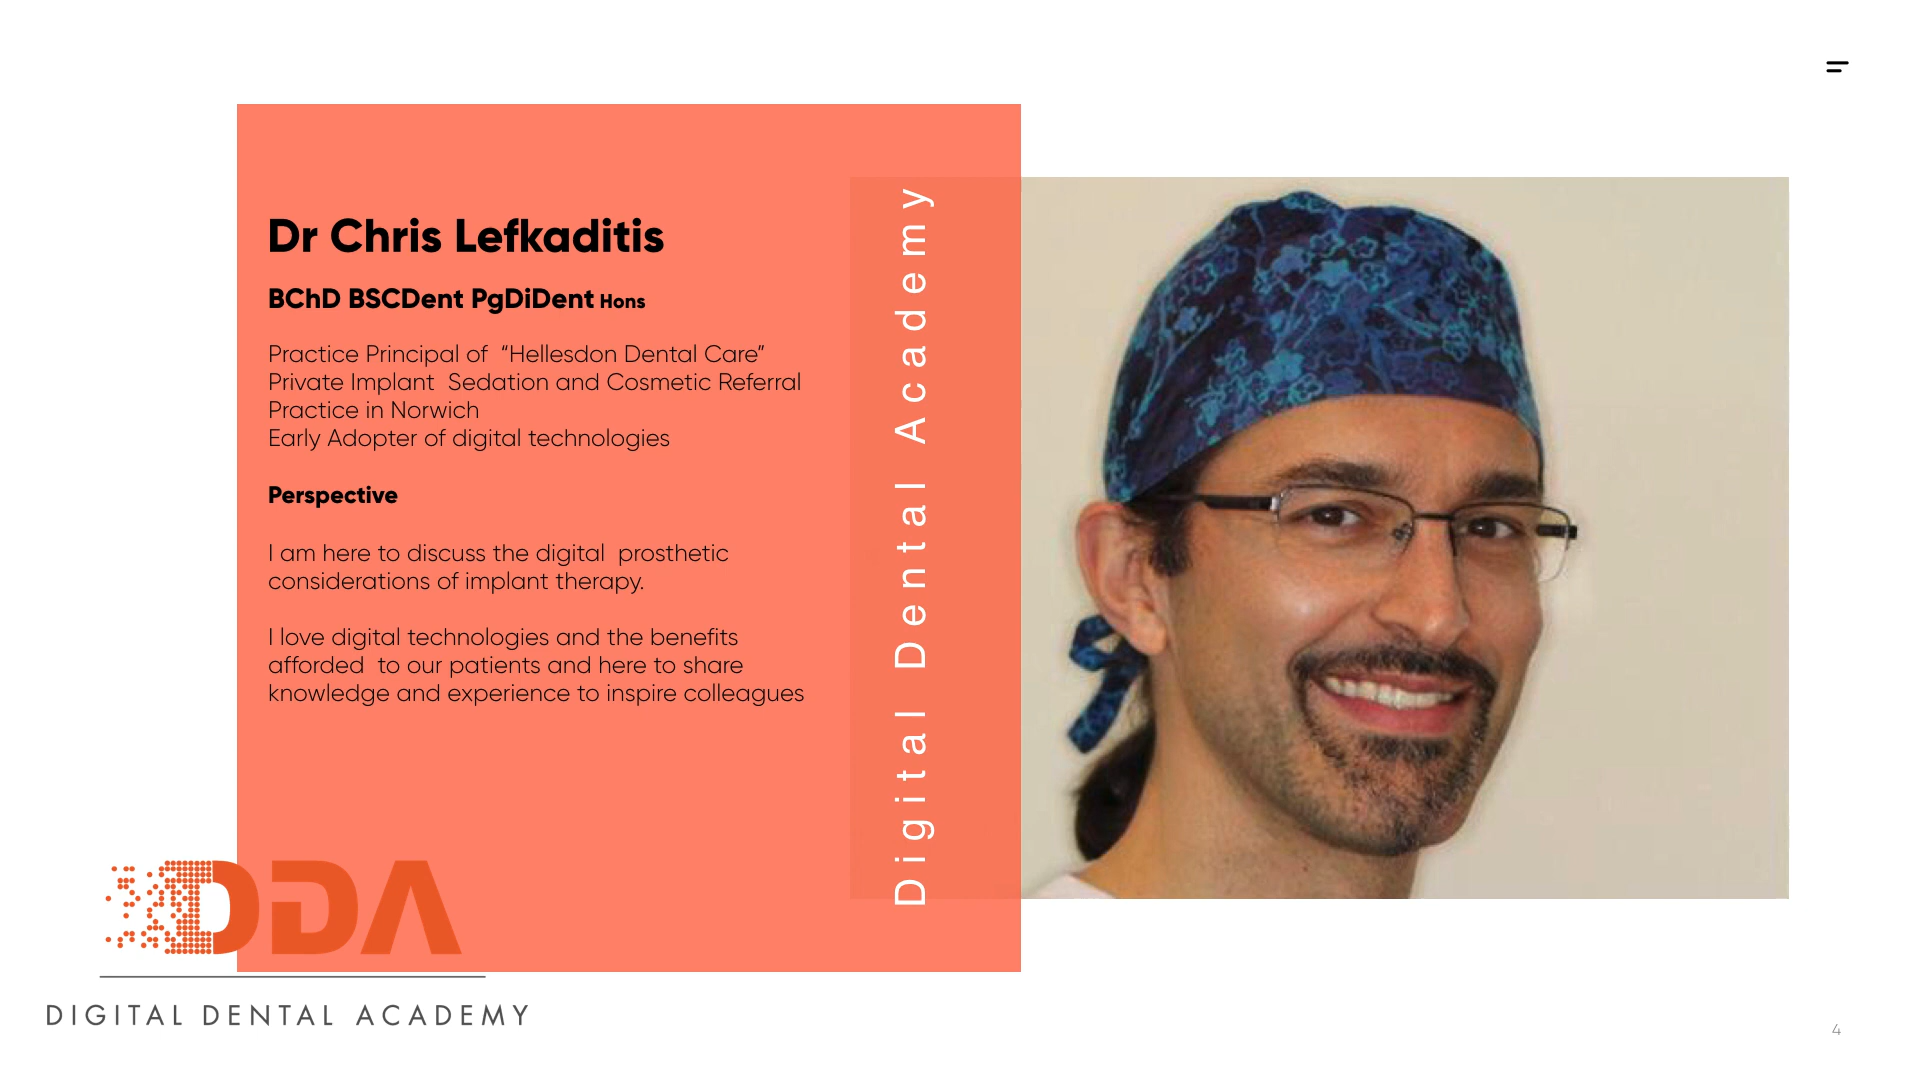 Dr Chris Lefkaditis
BChD BSCDent PgDiDent Hons
Practice Principal of “Hellesdon Dental Care”
Private Implant Sedation and Cosmetic Referral
Practice in Norwich
Early Adopter of digital technologies
Perspective
I am here to discuss the digital prosthetic
considerations of implant therapy.
I love digital technologies and the benefits
afforded to our patients and here to share
knowledge and experience to inspire colleagues
Digital Dental Academy
DDA
DIGITAL DENTAL ACADEMY
4